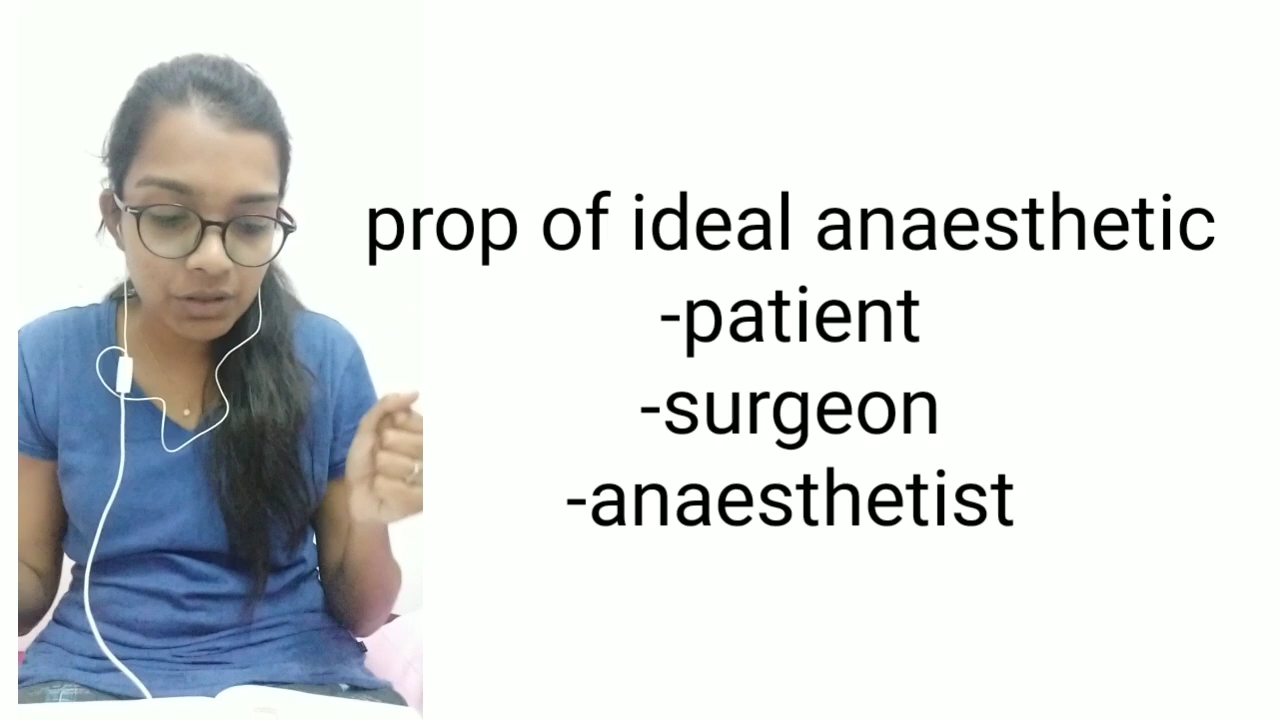 prop of ideal anaesthetic
-patient
-surgeon
-anaesthetist